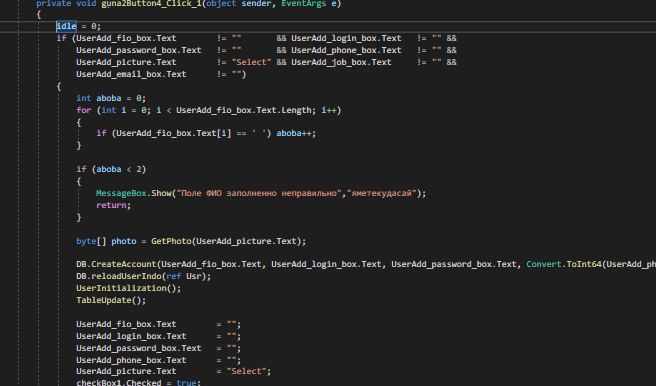 private void guna2Button4_Click_1(object sender, EventArgs e)
{
idle = 0;
if (UserAdd_fio_box.Text != "" && UserAdd_login_box.Text != "" &&
UserAdd_password_box.Text != "" && UserAdd_phone_box.Text != "" &&
UserAdd_picture.Text != "Select" && UserAdd_job_box.Text != "" &&
UserAdd_email_box.Text != "")
{
int aboba = 0;
for (int i = 0; i < UserAdd_fio_box.Text.Length; i++)
{
if (UserAdd_fio_box.Text[i] == ' ') aboba++;
}
if (aboba < 2)
{
MessageBox.Show("Поле ФИО заполненно неправильно","яметекудасай");
return;
}
byte[] photo = GetPhoto(UserAdd_picture.Text);
DB.CreateAccount(UserAdd_fio_box.Text, UserAdd_login_box.Text, UserAdd_password_box.Text, Convert.ToInt64(UserAdd_ph
DB.reloadUserIndo(ref Usr);
UserInitialization();
TableUpdate();
UserAdd_fio_box.Text = "";
UserAdd_login_box.Text = "";
UserAdd_password_box.Text = "";
UserAdd_phone_box.Text = "";
UserAdd_picture.Text = "Select";
checkBox1.Checked = true;